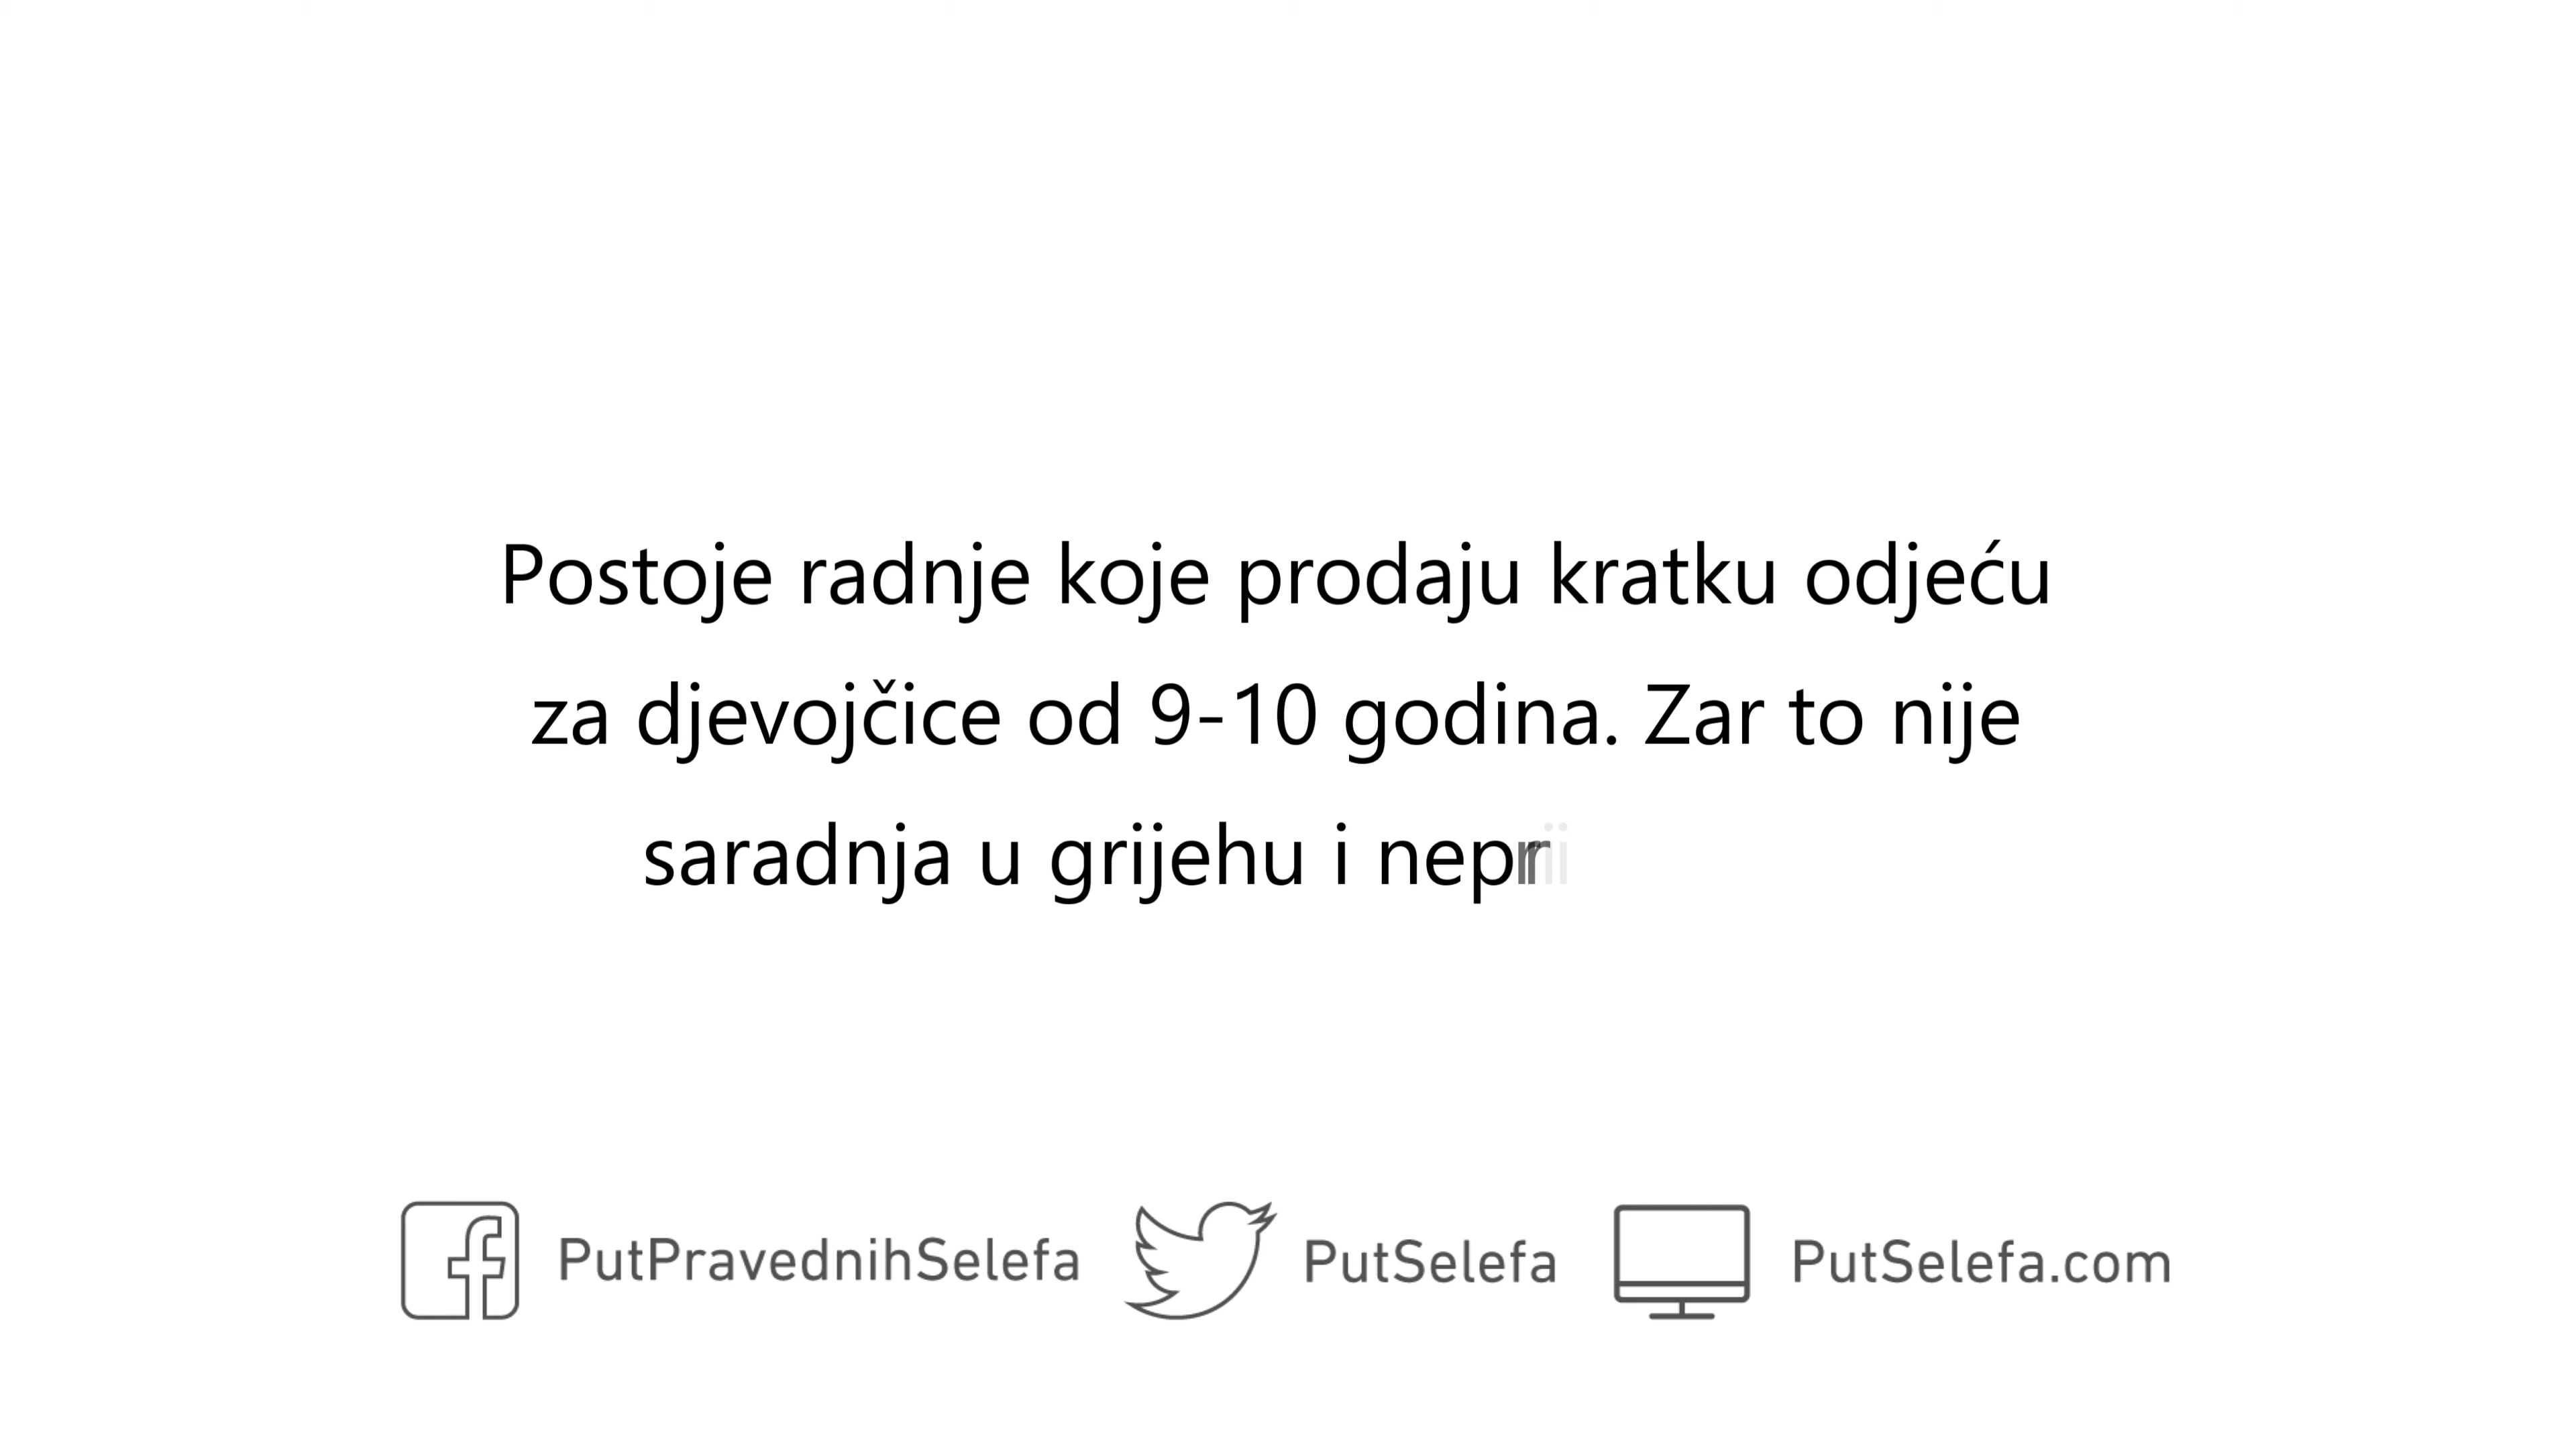 Postoje radnje koje prodaju kratku odjeću
za djevojčice od 9-10 godina. Zar to nije
saradnja u grijehu i
PutPravednihSelefa PutSelefa PutSelefa.com